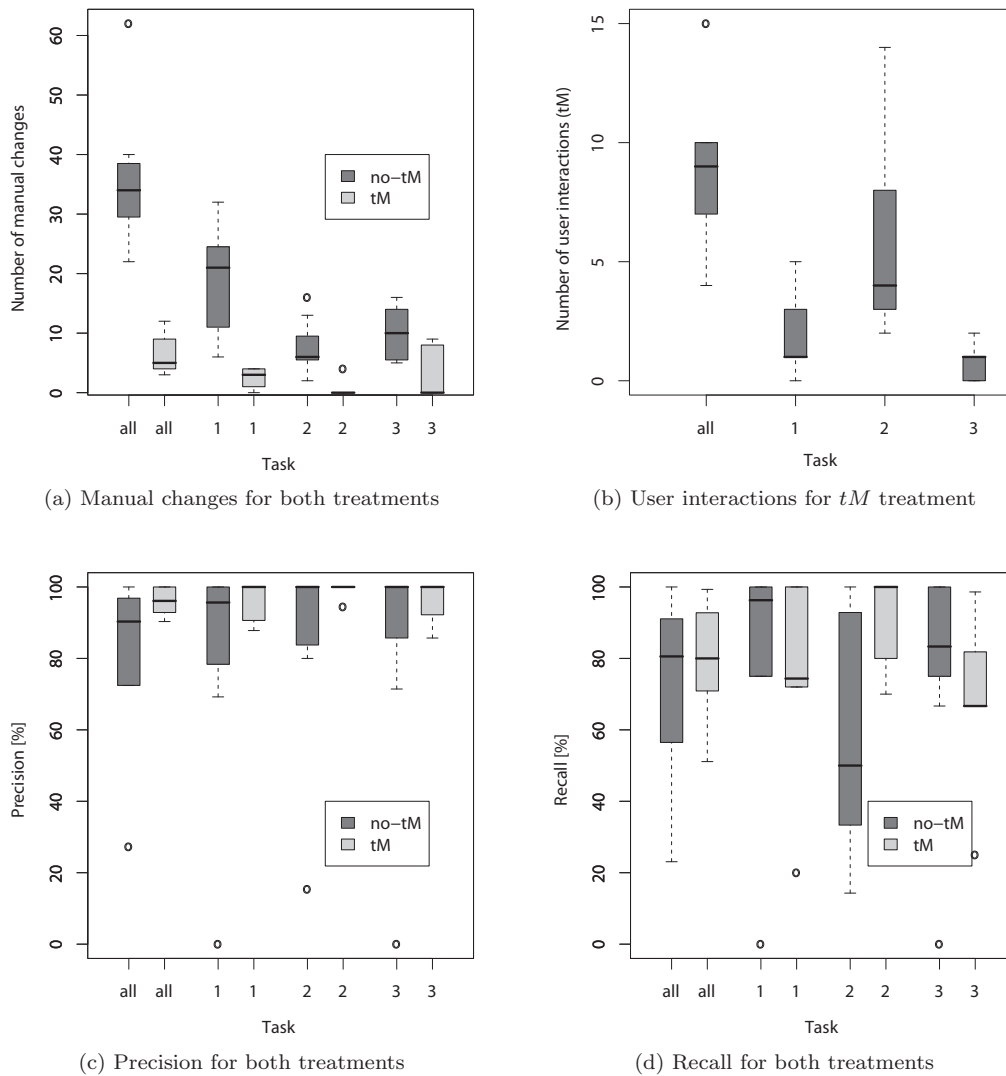 Number of manual changes
60
50
40
30
20
10
0
no−tM
tM
all all 1 1 2 2 3 3
Task
(a) Manual changes for both treatments
Number of user interactions (tM)
15
10
5
0
all 1 2 3
Task
(b) User interactions for tM treatment
Precision [%]
100
80
60
40
20
0
no−tM
tM
all all 1 1 2 2 3 3
Task
(c) Precision for both treatments
Recall [%]
100
80
60
40
20
0
no−tM
tM
all all 1 1 2 2 3 3
Task
(d) Recall for both treatments